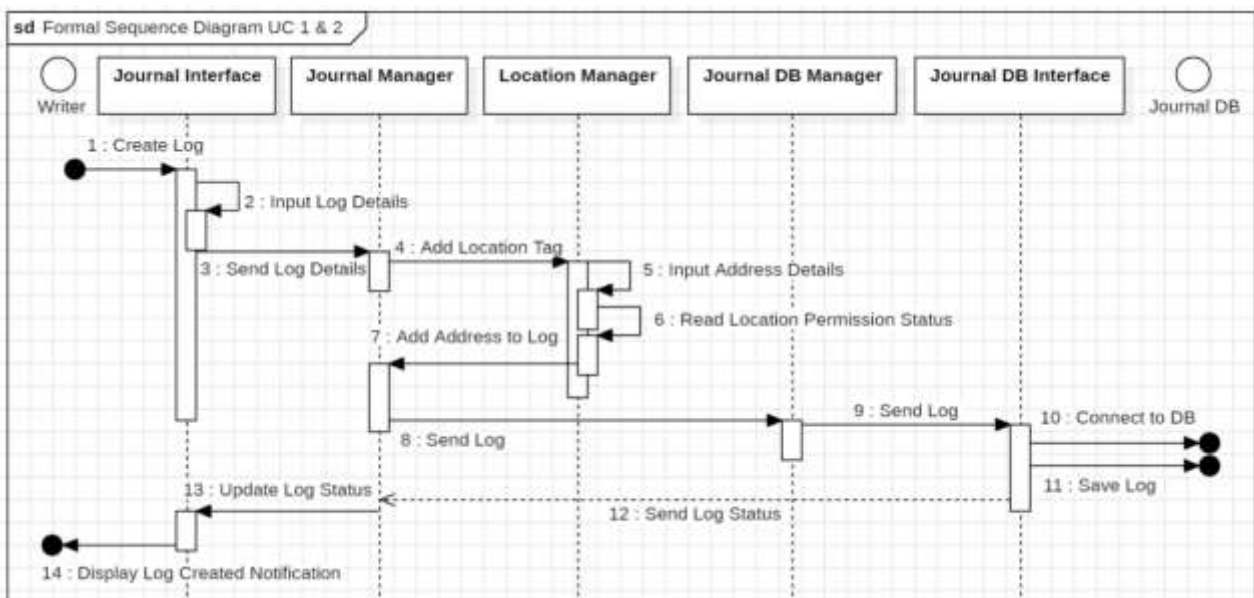 sd Formal Sequence Diagram UC 1 & 2
Writer
Journal Interface
Journal Manager
Location Manager
Journal DB Manager
Journal DB Interface
Journal DB
1 : Create Log
2 : Input Log Details
3 : Send Log Details
4 : Add Location Tag
5 : Input Address Details
6 : Read Location Permission Status
7 : Add Address to Log
8 : Send Log
9 : Send Log
10 : Connect to DB
11 : Save Log
12 : Send Log Status
13 : Update Log Status
14 : Display Log Created Notification